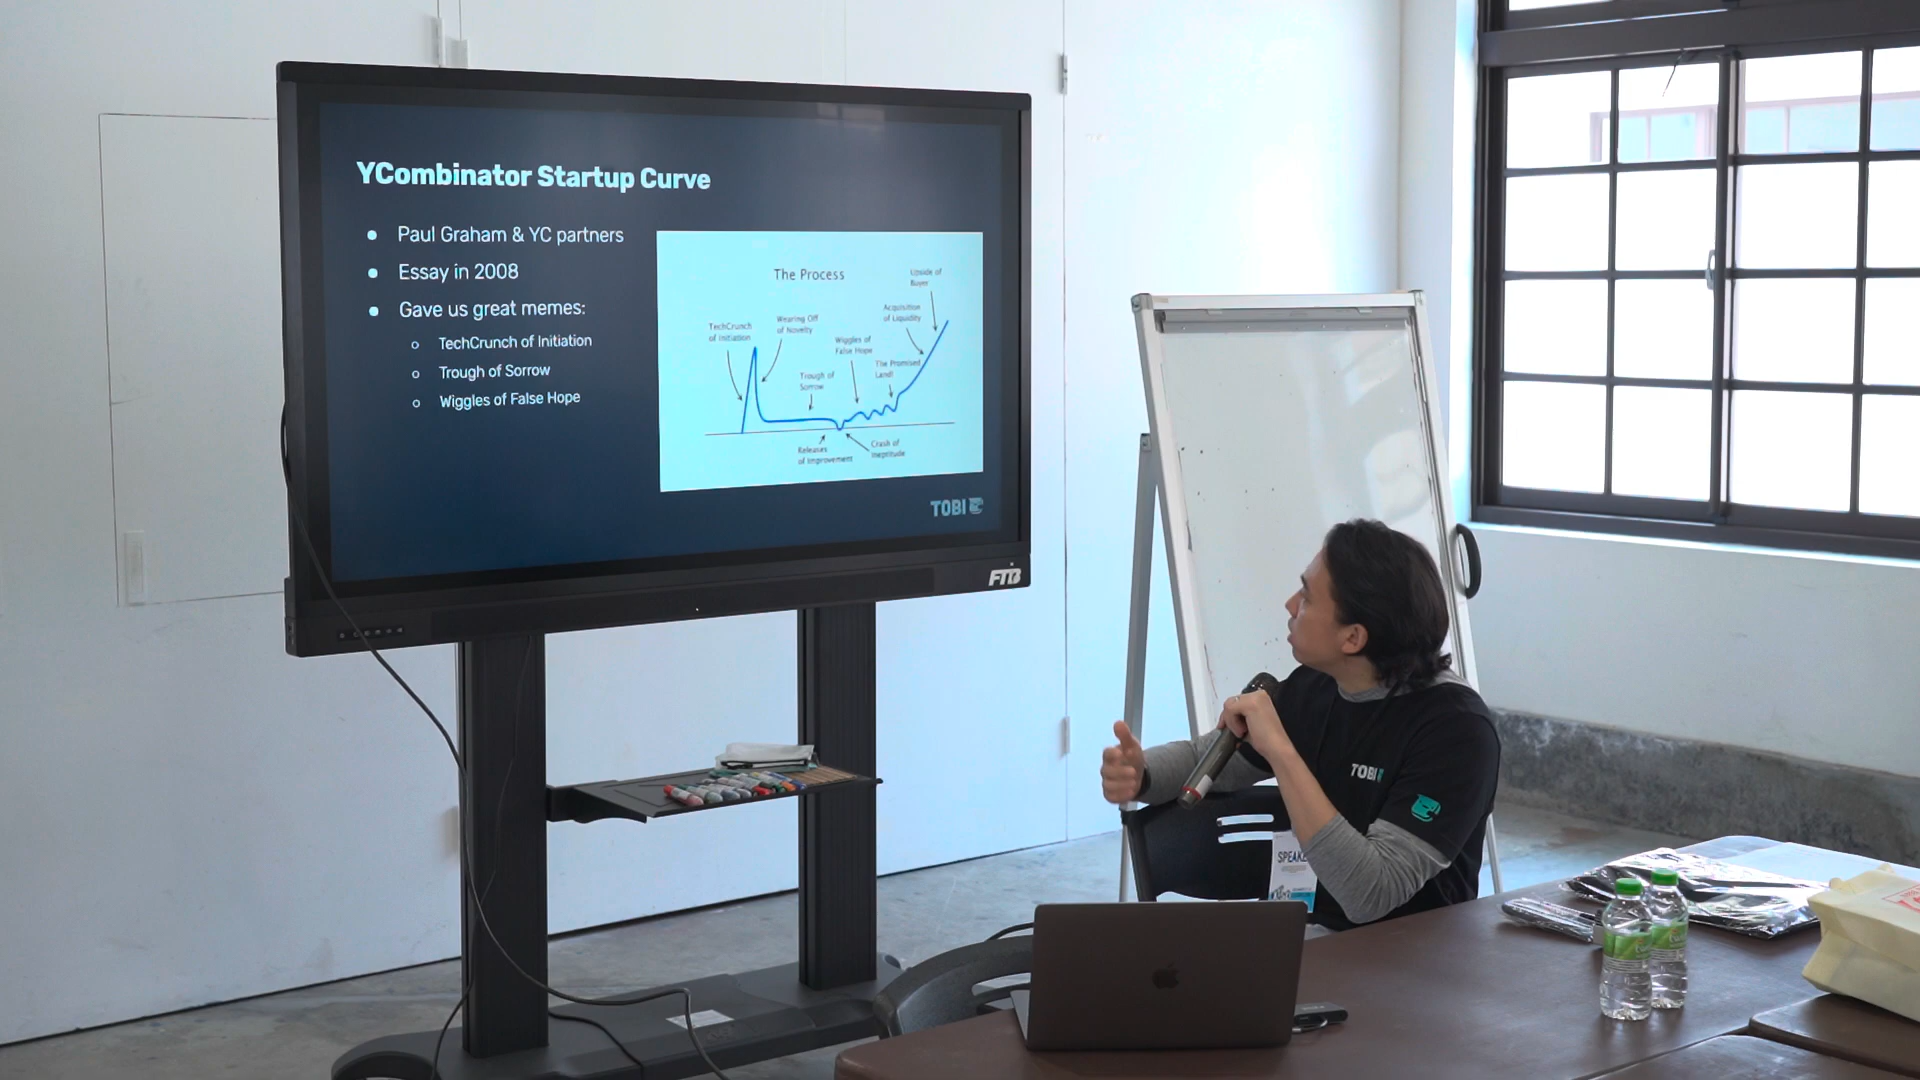 YCombinator Startup Curve
Paul Graham & YC partners
Essay in 2008
Gave us great memes:
TechCrunch of Initiation
Trough of Sorrow
Wiggles of False Hope
The Process
TechCrunch
of Initiation
Wearing Off
of Novelty
Trough of
Sorrow
Releases
of Improvement
Crash of
Ineptitude
Wiggles of
False Hope
The Promised
Land!
Acquisition
of Liquidity
Upside of
Buyer
TOBI
FTB
TOBI